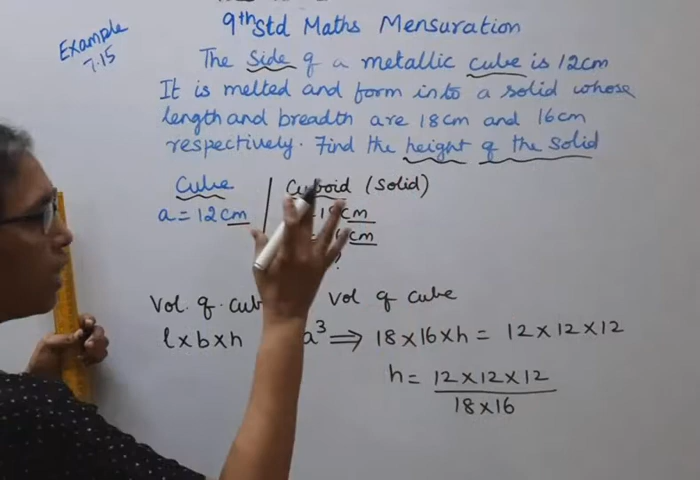 9th Std Maths Mensuration
Example
7.15
The Side of a metallic cube is 12cm
It is melted and form into a solid whose
length and breadth are 18cm and 16cm
respectively. Find the height of the solid
Cube
Cuboid (Solid)
a = 12cm
cm
cm
?
Vol. of. cub
Vol of cube
l×b×h
a³ ⇒ 18×16×h = 12×12×12
h = 12×12×12
18×16